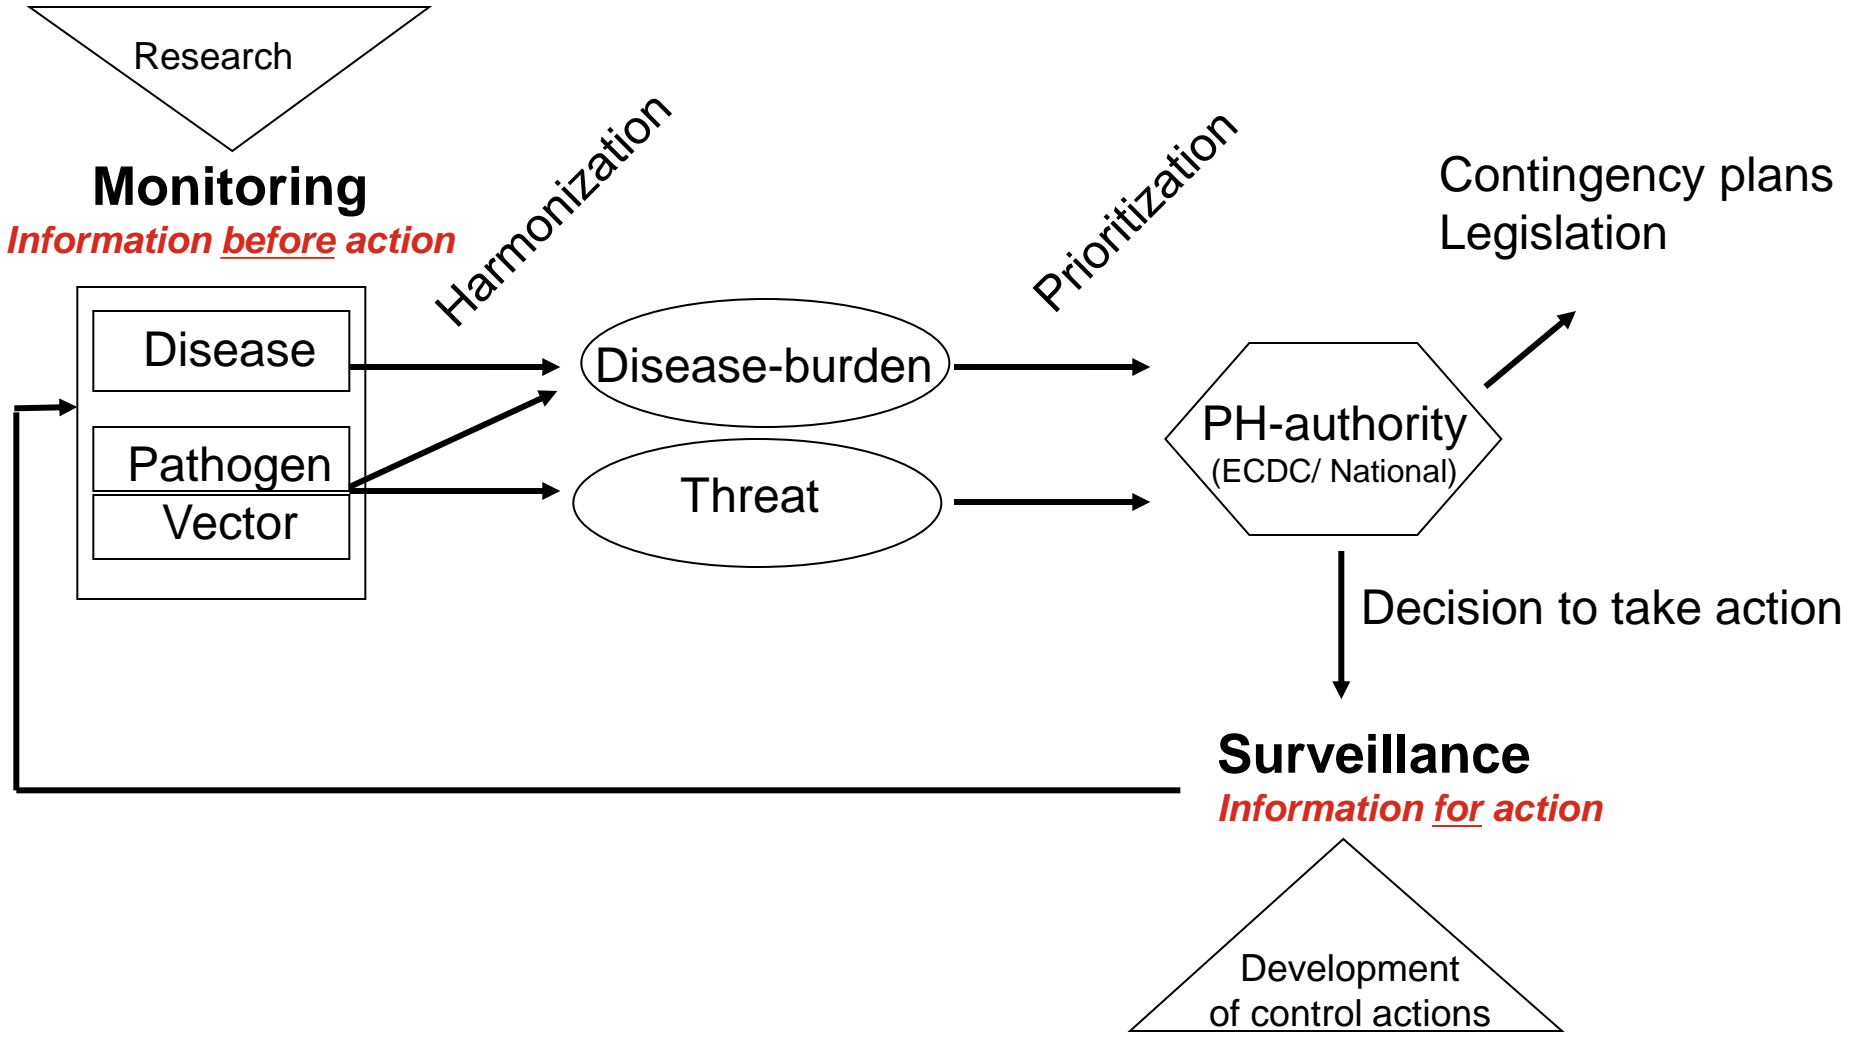 Research
Monitoring
Information before action
Harmonization
Prioritization
Contingency plans
Legislation
Disease
Pathogen
Vector
Disease-burden
Threat
PH-authority
(ECDC/ National)
Decision to take action
Surveillance
Information for action
Development
of control actions